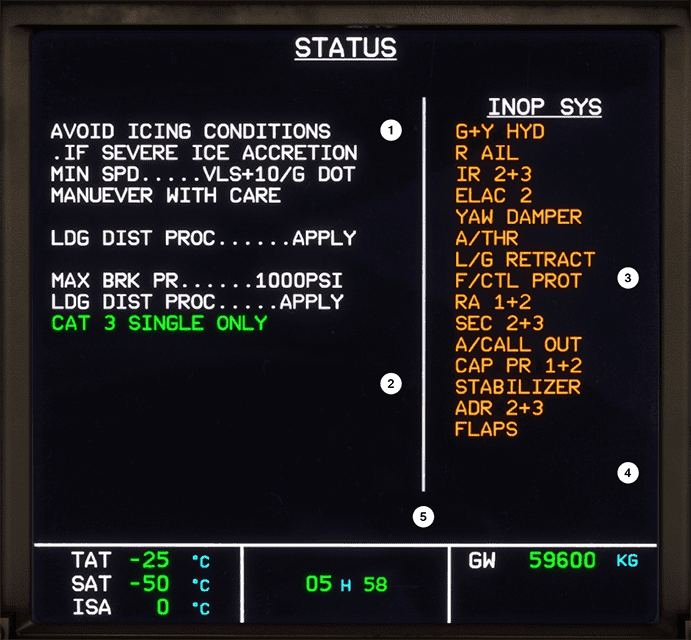 STATUS
AVOID ICING CONDITIONS
.IF SEVERE ICE ACCRETION
MIN SPD.....VLS+10/G DOT
MANUEVER WITH CARE
LDG DIST PROC......APPLY
MAX BRK PR......1000PSI
LDG DIST PROC.....APPLY
CAT 3 SINGLE ONLY
1
2
INOP SYS
G+Y HYD
R AIL
IR 2+3
ELAC 2
YAW DAMPER
A/THR
L/G RETRACT
F/CTL PROT
RA 1+2
SEC 2+3
A/CALL OUT
CAP PR 1+2
STABILIZER
ADR 2+3
FLAPS
3
4
5
TAT -25 °C
SAT -50 °C
ISA 0 °C
05 H 58
GW 59600 KG